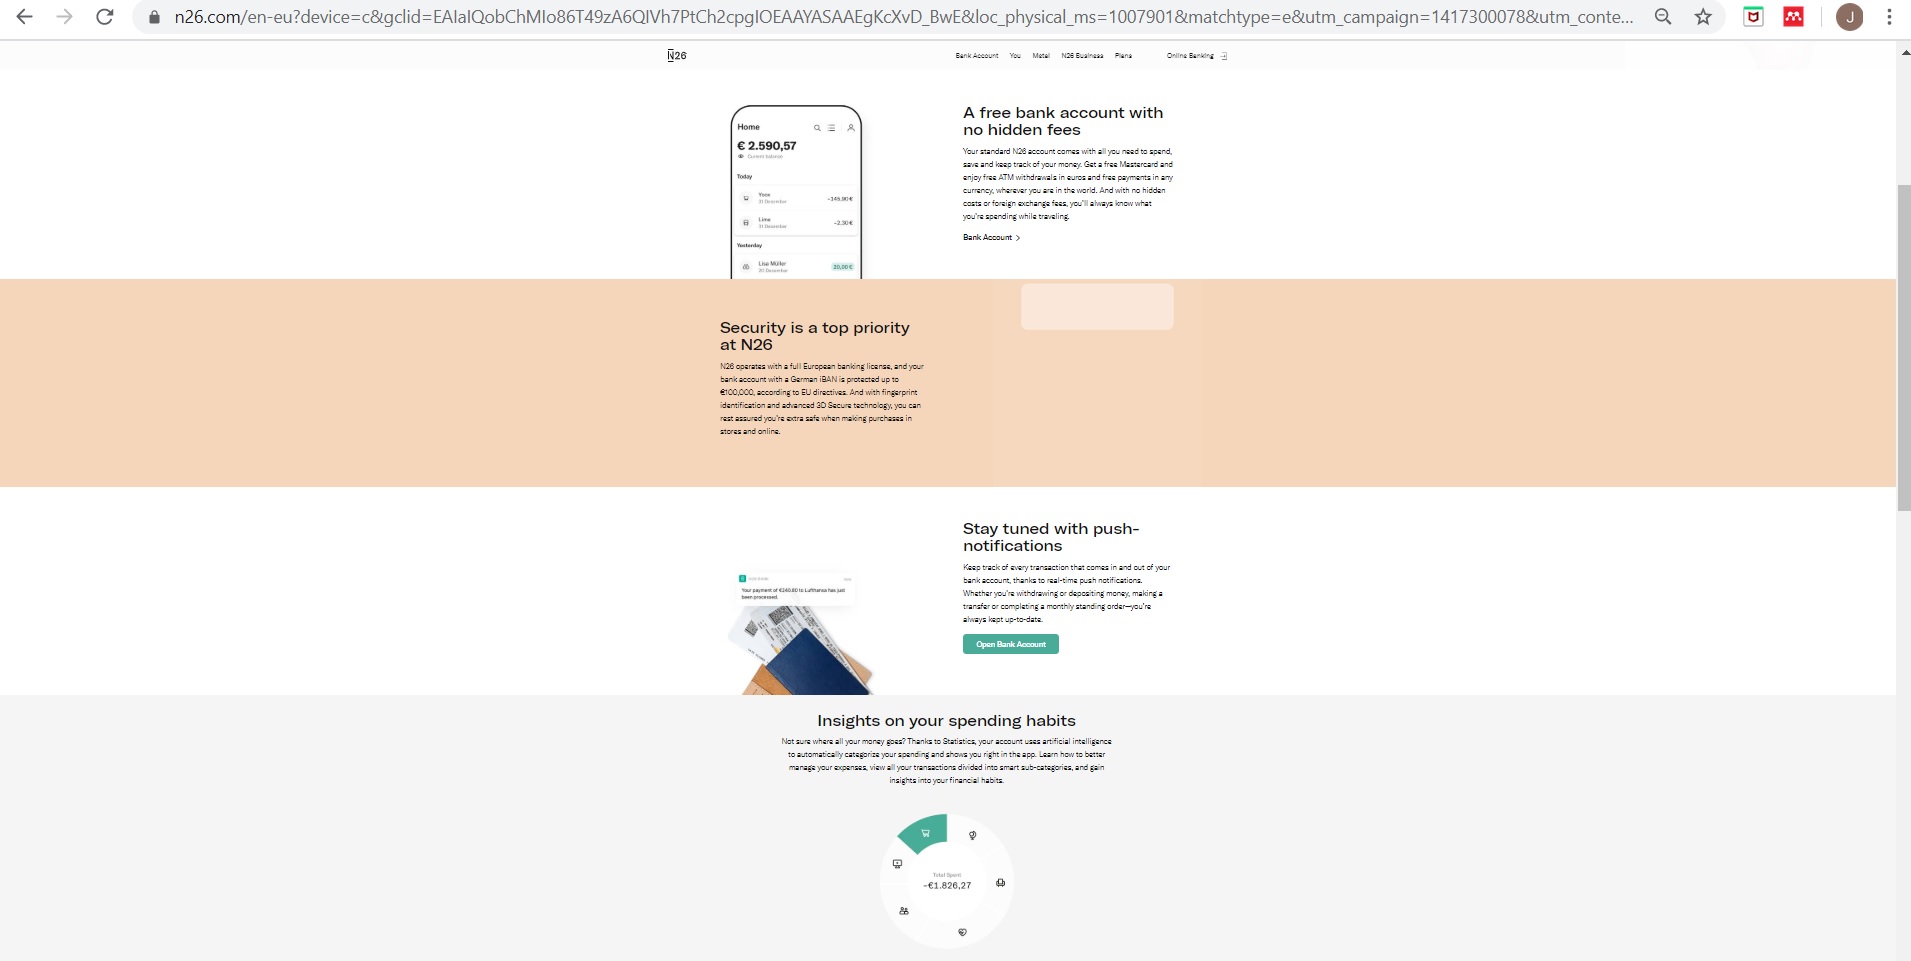 n26.com/en-eu?device=c&gclid=EAIaIQobChMIo86T49zA6QIVh7PtCh2cpgIOEAAYASAAEgKcXvD_BwE&loc_physical_ms=1007901&matchtype=e&utm_campaign=1417300078&utm_conte...
J
N26
Bank Account You Metal N26 Business Plans Online Banking
Home
€ 2.590,57
Current balance
Today
Yoox
31 December
-145,90 €
Lime
31 December
-2,30 €
Yesterday
Lisa Müller
20 December
20,00 €
A free bank account with
no hidden fees
Your standard N26 account comes with all you need to spend,
save and keep track of your money. Get a free Mastercard and
enjoy free ATM withdrawals in euros and free payments in any
currency, wherever you are in the world. And with no hidden
costs or foreign exchange fees, you'll always know what
you're spending while traveling.
Bank Account
Security is a top priority
at N26
N26 operates with a full European banking license, and your
bank account with a German IBAN is protected up to
€100,000, according to EU directives. And with fingerprint
identification and advanced 3D Secure technology, you can
rest assured you're extra safe when making purchases in
stores and online.
Your payment of €240.80 to Lufthansa has just
been processed.
Stay tuned with push-
notifications
Keep track of every transaction that comes in and out of your
bank account, thanks to real-time push notifications.
Whether you're withdrawing or depositing money, making a
transfer or completing a monthly standing order—you're
always kept up-to-date.
Open Bank Account
Insights on your spending habits
Not sure where all your money goes? Thanks to Statistics, your account uses artificial intelligence
to automatically categorize your spending and shows you right in the app. Learn how to better
manage your expenses, view all your transactions divided into smart sub-categories, and gain
insights into your financial habits.
Total Spent
-€1.826,27